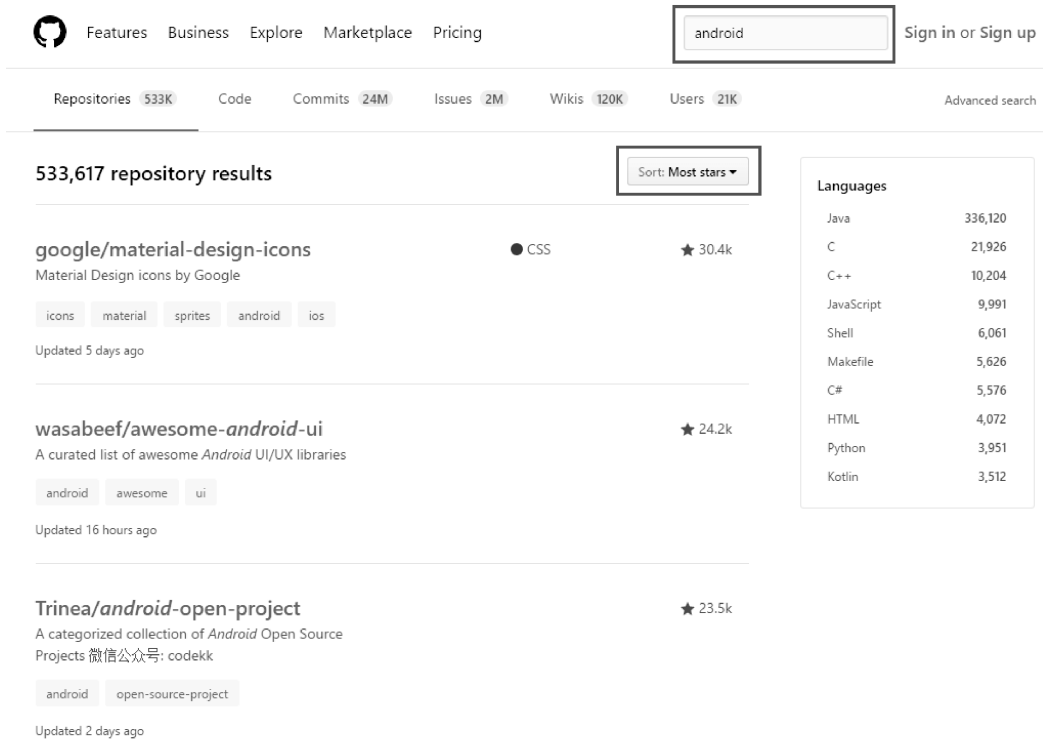 Features Business Explore Marketplace Pricing android Sign in or Sign up
Repositories 533K Code Commits 24M Issues 2M Wikis 120K Users 21K Advanced search
533,617 repository results Sort: Most stars
google/material-design-icons CSS 30.4k
Material Design icons by Google
icons material sprites android ios
Updated 5 days ago
wasabeef/awesome-android-ui 24.2k
A curated list of awesome Android UI/UX libraries
android awesome ui
Updated 16 hours ago
Trinea/android-open-project 23.5k
A categorized collection of Android Open Source
Projects 微信公众号: codekk
android open-source-project
Updated 2 days ago
Languages
Java 336,120
C 21,926
C++ 10,204
JavaScript 9,991
Shell 6,061
Makefile 5,626
C# 5,576
HTML 4,072
Python 3,951
Kotlin 3,512